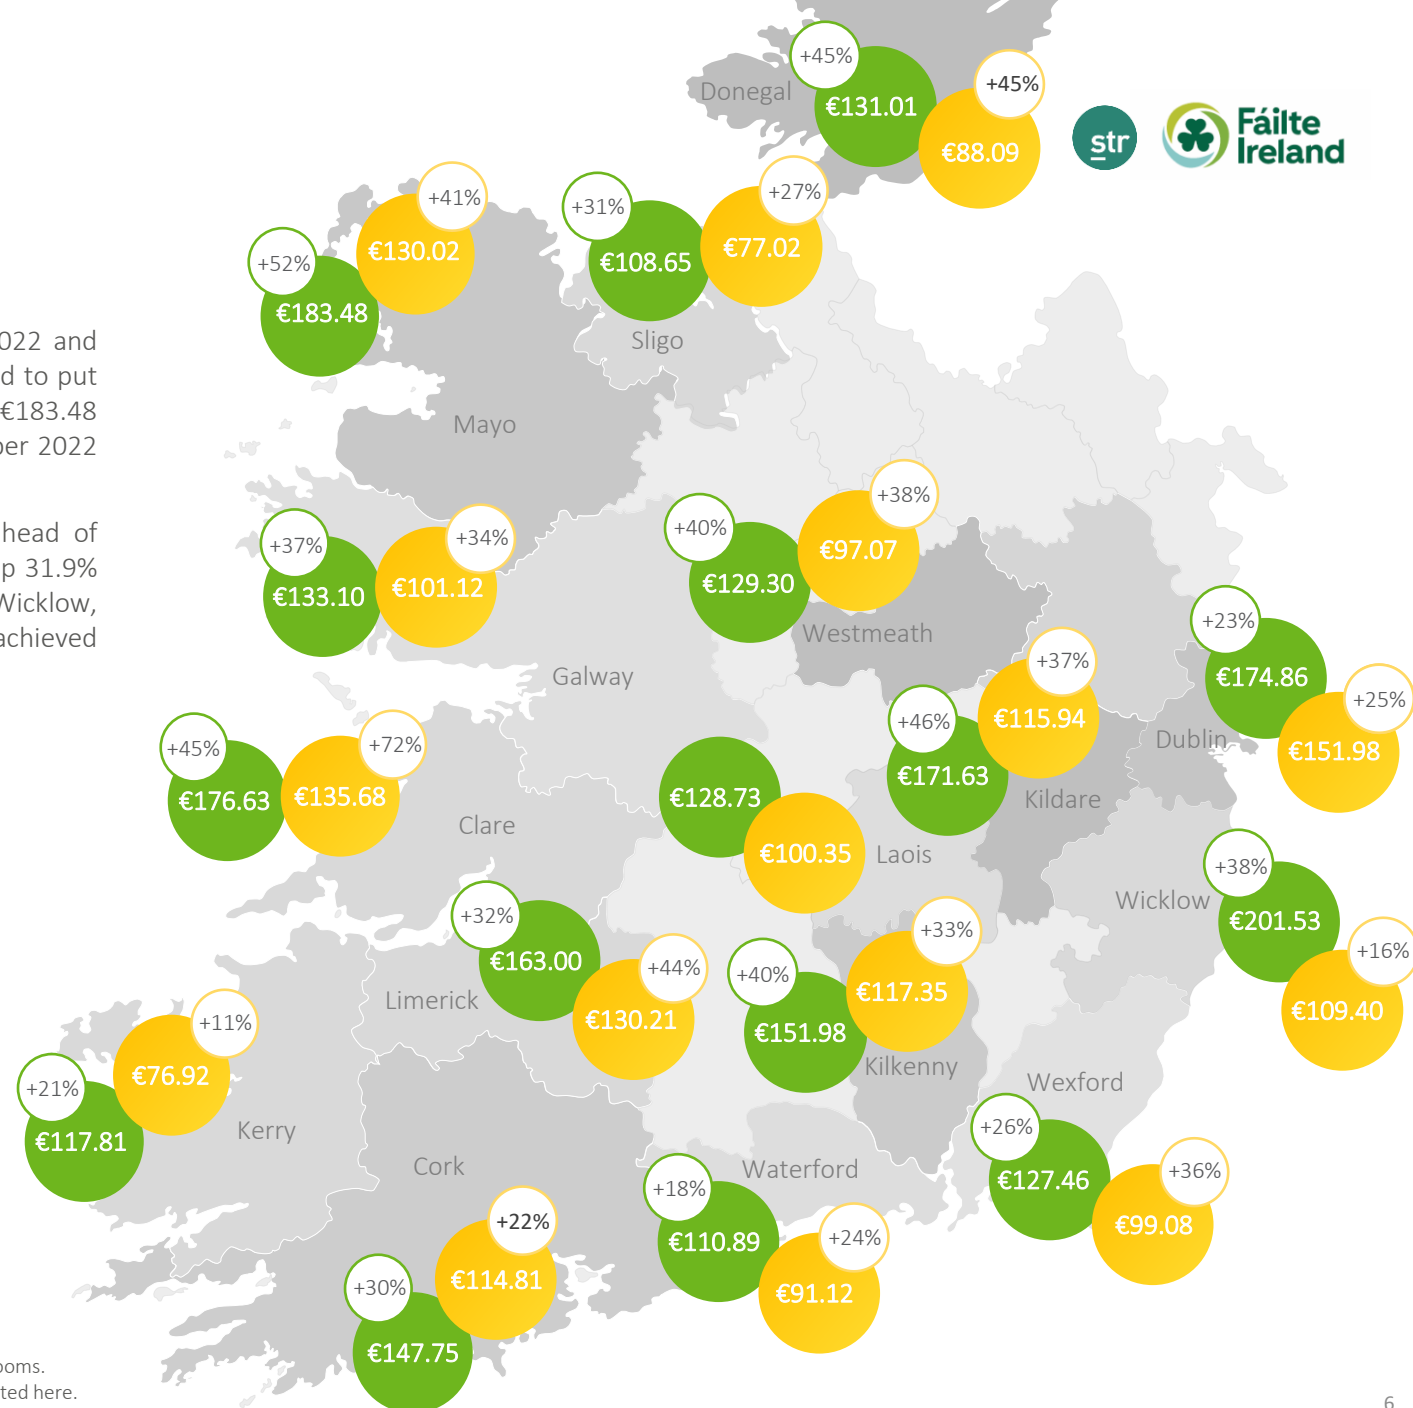 +45%
+45%
Donegal
€131.01
€88.09
str
Fáilte
Ireland
+41%
+31%
+27%
€130.02
€108.65
€77.02
+52%
€183.48
Sligo
Mayo
022 and
d to put
€183.48
ber 2022
head of
p 31.9%
Wicklow,
achieved
+38%
+40%
€97.07
€129.30
Westmeath
+34%
+37%
€101.12
€133.10
Galway
+23%
€174.86
+25%
Dublin
€151.98
+37%
+46%
€115.94
€171.63
Kildare
+45%
+72%
€176.63
€135.68
Clare
€128.73
€100.35
Laois
+38%
Wicklow
€201.53
+16%
€109.40
+32%
€163.00
+44%
Limerick
€130.21
+33%
+40%
€117.35
€151.98
Kilkenny
+11%
€76.92
+21%
€117.81
Kerry
Wexford
+26%
€127.46
+36%
€99.08
Cork
Waterford
+18%
€110.89
+24%
€91.12
+22%
+30%
€114.81
€147.75
ooms.
ted here.
6